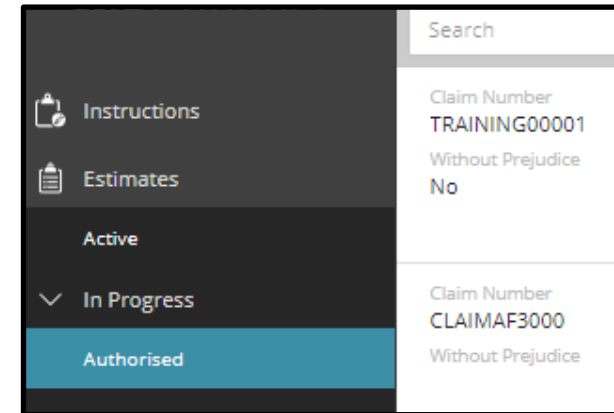 Instructions
Estimates
Active
In Progress
Authorised
Search
Claim Number
TRAINING00001
Without Prejudice
No
Claim Number
CLAIMAF3000
Without Prejudice